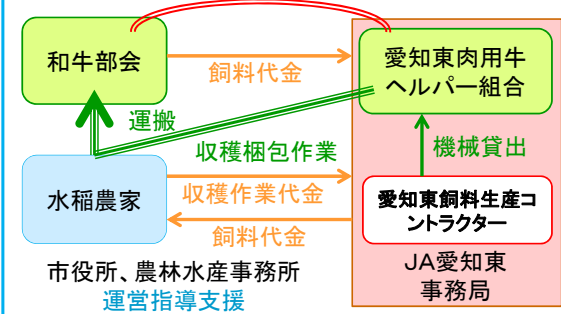 和牛部会
飼料代金
愛知東肉用牛
ヘルパー組合
運搬
収穫梱包作業
機械貸出
水稲農家
収穫作業代金
愛知東飼料生産コ
ントラクター
飼料代金
JA愛知東
事務局
市役所、農林水産事務所
運営指導支援